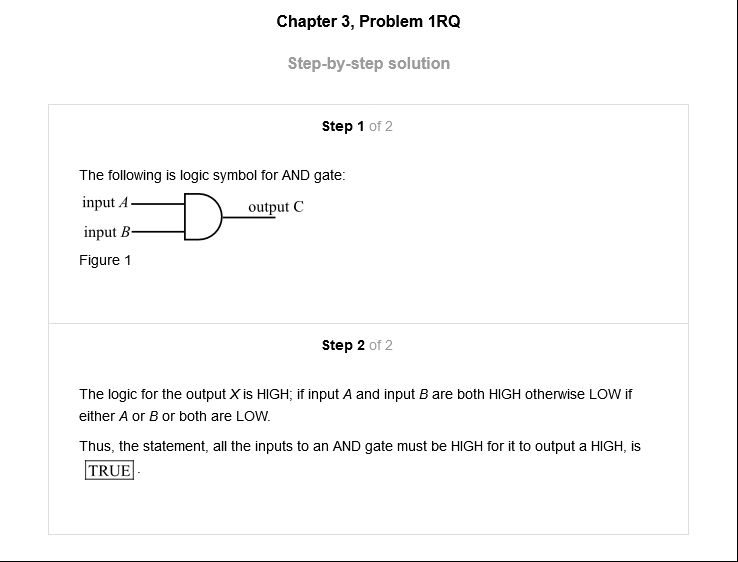 Chapter 3, Problem 1RQ
Step-by-step solution
Step 1 of 2
The following is logic symbol for AND gate:
input A
output C
input B
Figure 1
Step 2 of 2
The logic for the output X is HIGH; if input A and input B are both HIGH otherwise LOW if
either A or B or both are LOW.
Thus, the statement, all the inputs to an AND gate must be HIGH for it to output a HIGH, is
TRUE.